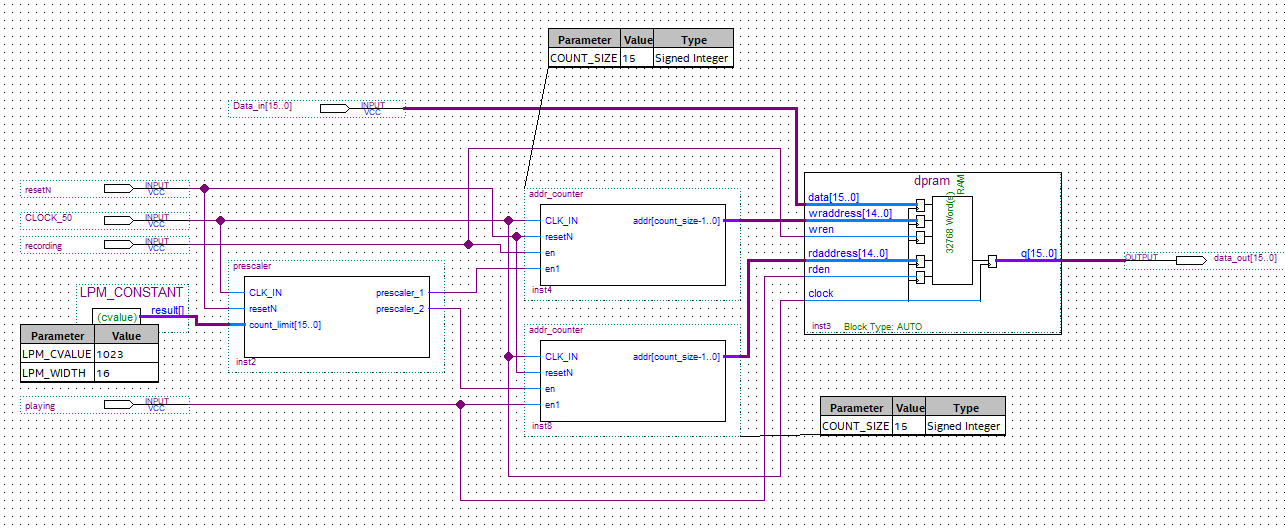 Parameter Value Type
COUNT_SIZE 15 Signed Integer
Data_in[15..0] INPUT
VCC
resetN INPUT
VCC
CLOCK_50 INPUT
VCC
recording INPUT
VCC
addr_counter
CLK_IN addr[count_size-1..0]
resetN
en
en1
inst4
dpram
data[15..0]
wraddress[14..0]
wren
rdaddress[14..0] q[15..0]
rden
clock
32768 Word(s)
RAM
inst3 Block Type: AUTO
OUTPUT data_out[15..0]
prescaler
CLK_IN prescaler_1
resetN prescaler_2
count_limit[15..0]
inst2
LPM_CONSTANT
result[]
(cvalue)
Parameter Value
LPM_CVALUE 1023
LPM_WIDTH 16
addr_counter
CLK_IN addr[count_size-1..0]
resetN
en
en1
inst8
playing INPUT
VCC
Parameter Value Type
COUNT_SIZE 15 Signed Integer